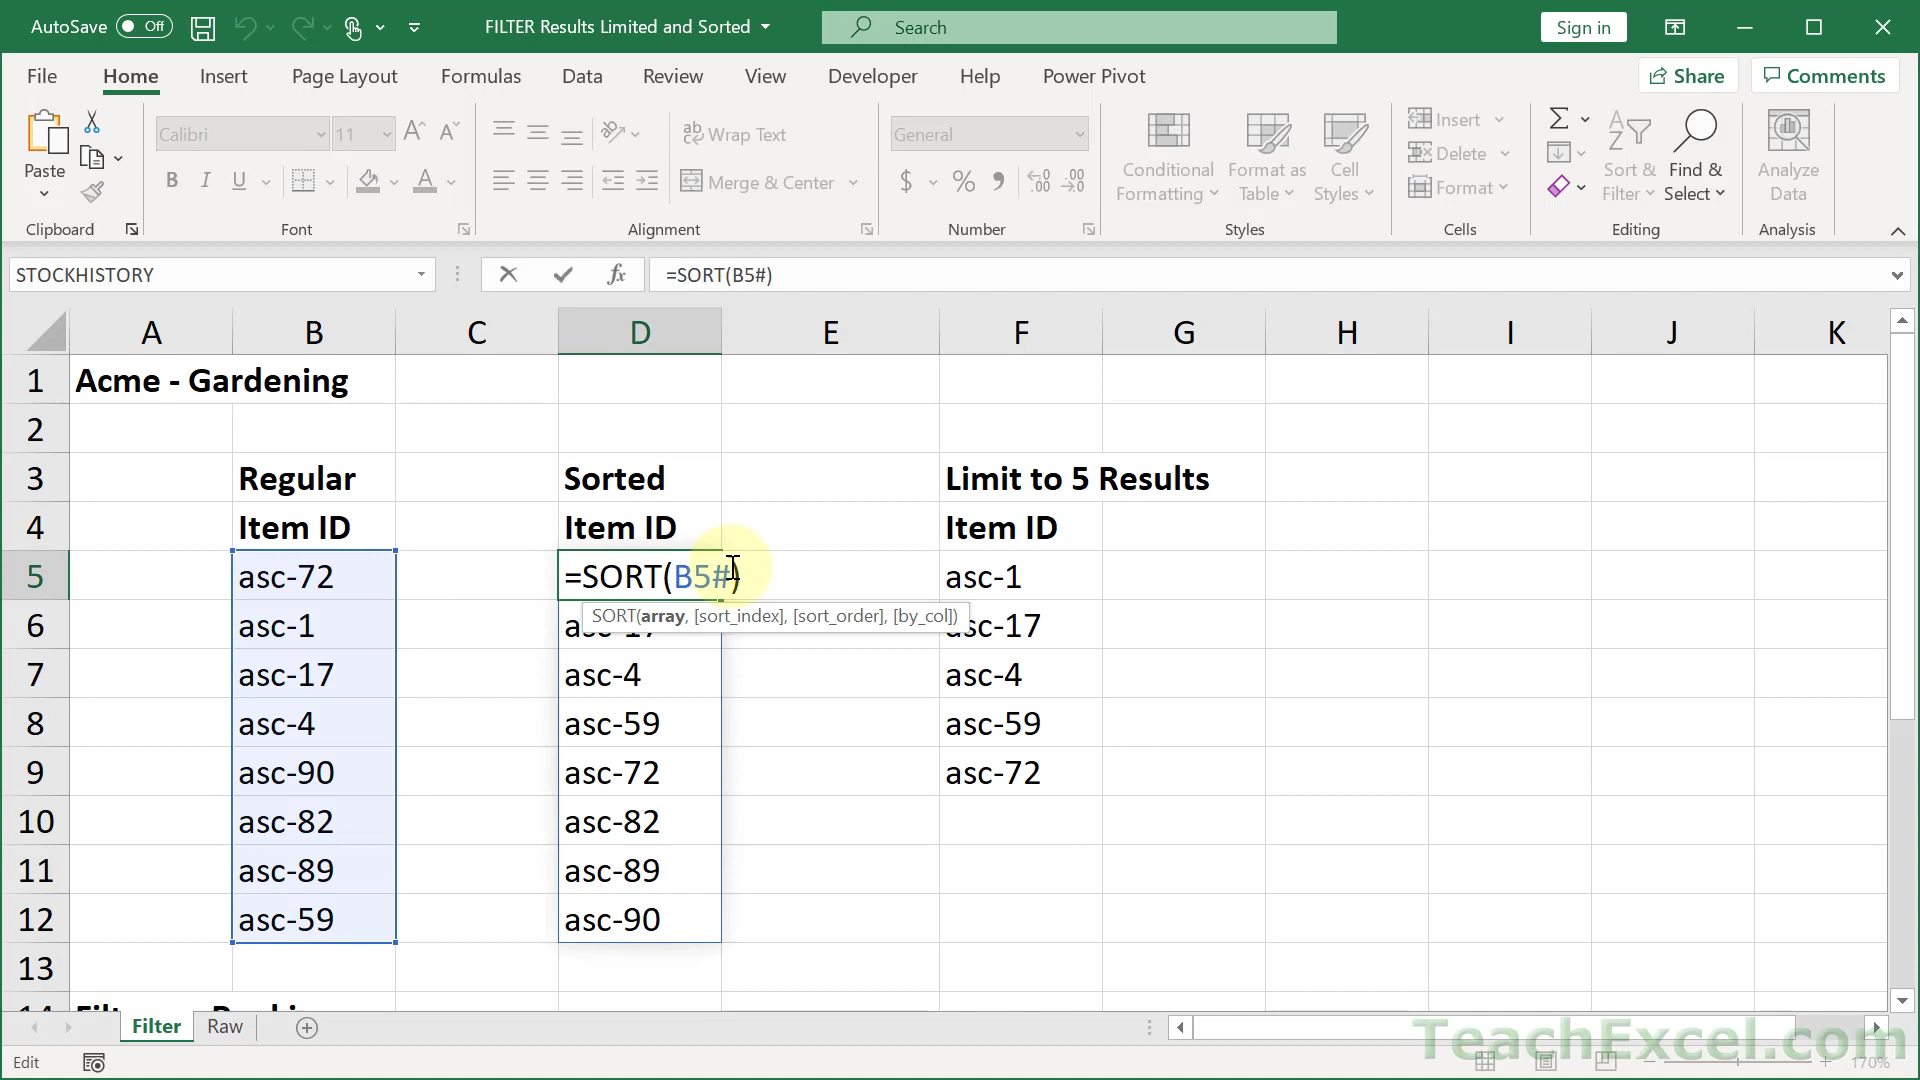 AutoSave Off FILTER Results Limited and Sorted Search Sign in
File Home Insert Page Layout Formulas Data Review View Developer Help Power Pivot Share Comments
Calibri 11 Wrap Text General Insert
Paste Conditional Format as Cell Delete Sort & Find & Analyze
B I U Merge & Center $ % Formatting Table Styles Format Filter Select Data
Clipboard Font Alignment Number Styles Cells Editing Analysis
STOCKHISTORY fx =SORT(B5#)
A B C D E F G H I J K
1 Acme - Gardening
2
3 Regular Sorted Limit to 5 Results
4 Item ID Item ID Item ID
5 asc-72 =SORT(B5#) asc-1
SORT(array, [sort_index], [sort_order], [by_col])
6 asc-1 asc-17
7 asc-17 asc-4 asc-4
8 asc-4 asc-59 asc-59
9 asc-90 asc-72 asc-72
10 asc-82 asc-82
11 asc-89 asc-89
12 asc-59 asc-90
13
14
Filter Raw
TeachExcel.com
Edit 170%